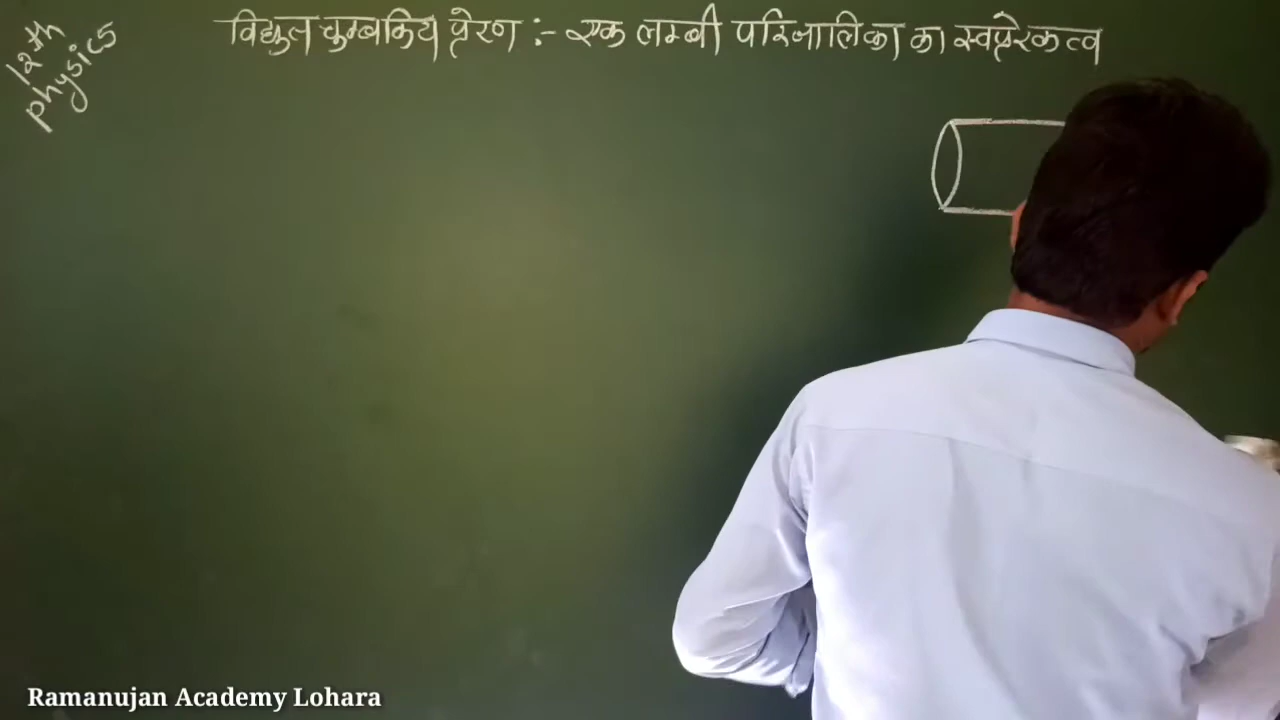 12th
physics
विद्युत चुम्बकिय प्रेरण :- एक लम्बी परिनालिका का स्वप्रेरकत्व
Ramanujan Academy Lohara